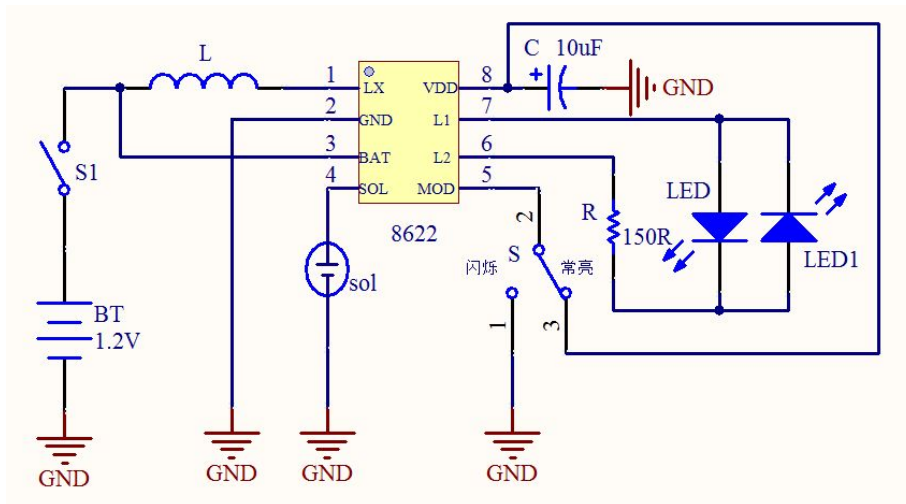 L
C 10uF
1 LX VDD 8
GND
2 GND L1 7
3 BAT L2 6
4 SOL MOD 5
S1
8622
2
R
150R
LED
LED1
闪烁 S 常亮
sol
BT
1.2V
1
3
GND
GND
GND
GND